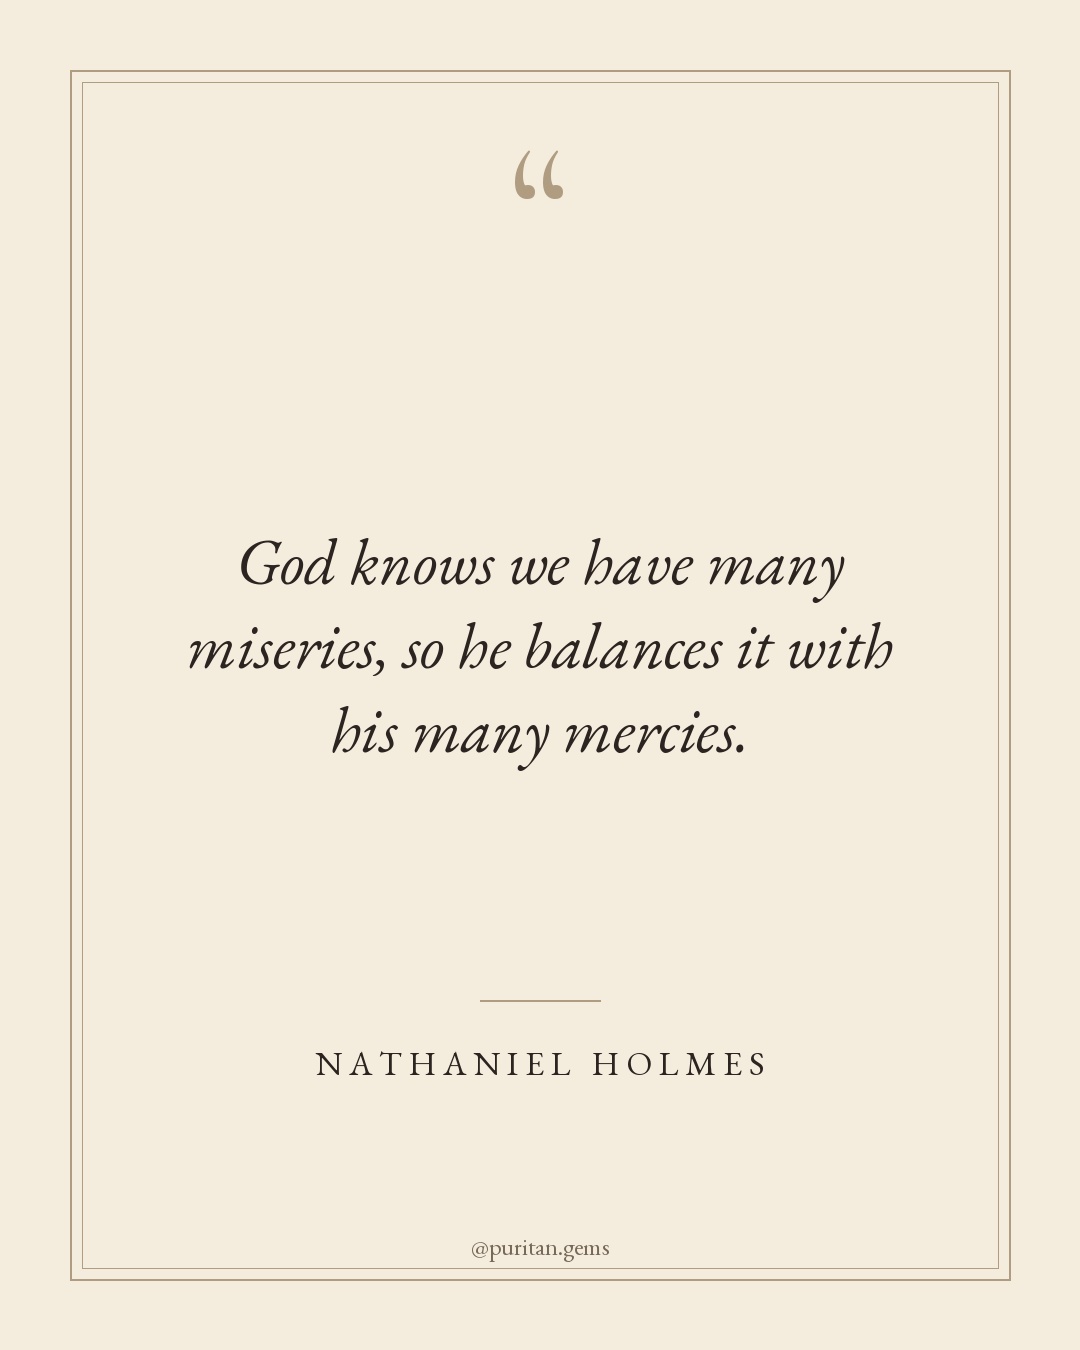 “
God knows we have many
miseries, so he balances it with
his many mercies.
NATHANIEL HOLMES
@puritan.gems